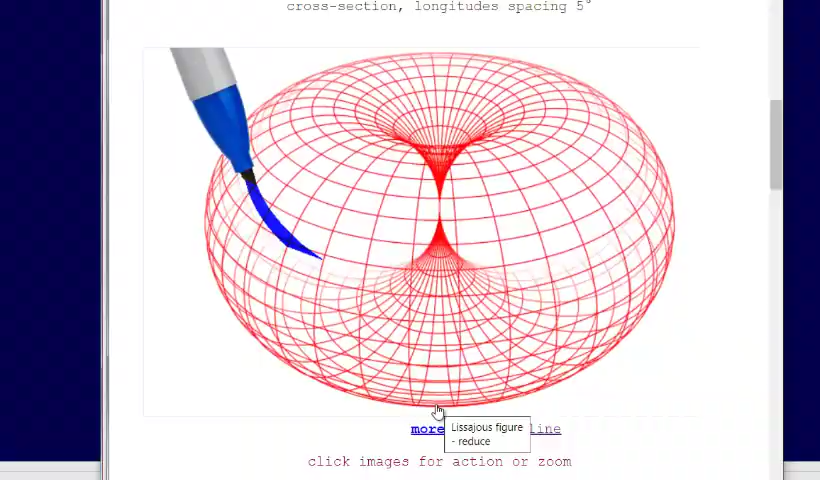 cross-section, longitudes spacing 5°
more line
Lissajous figure
- reduce
click images for action or zoom